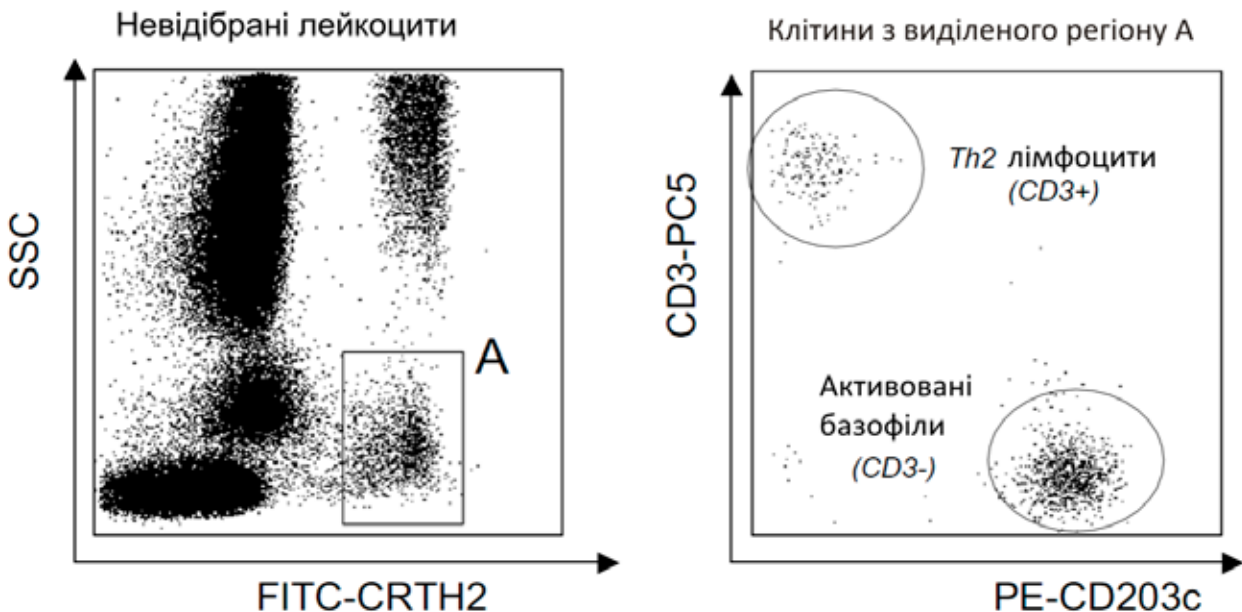 Невідібрані лейкоцити
SSC
A
FITC-CRTH2
Клітини з виділеного регіону А
CD3-PC5
Th2 лімфоцити
(CD3+)
Активовані
базофіли
(CD3-)
PE-CD203c